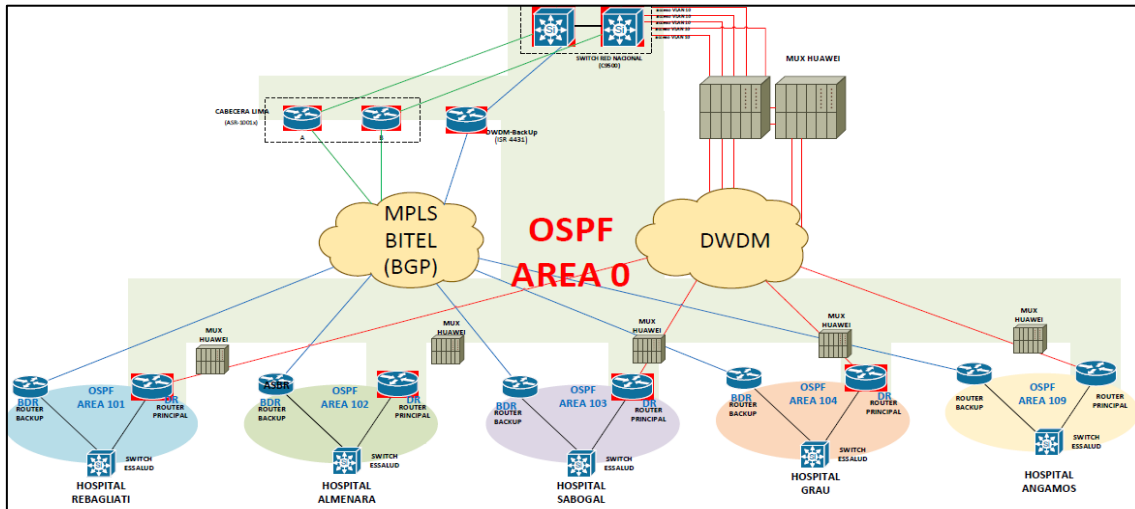 SWITCH RED NACIONAL
(C9500)
MUX HUAWEI
CABECERA LIMA
(ASR-1001x)
A
B
DWDM-BackUp
(ISR 4431)
MPLS
BITEL
(BGP)
OSPF
AREA 0
DWDM
MUX
HUAWEI
MUX
HUAWEI
MUX
HUAWEI
MUX
HUAWEI
MUX
HUAWEI
BDR
ROUTER
BACKUP
OSPF
AREA 101
DR
ROUTER
PRINCIPAL
Si
SWITCH
ESSALUD
HOSPITAL
REBAGLIATI
ASBR
BDR
ROUTER
BACKUP
OSPF
AREA 102
DR
ROUTER
PRINCIPAL
Si
SWITCH
ESSALUD
HOSPITAL
ALMENARA
BDR
ROUTER
BACKUP
OSPF
AREA 103
DR
ROUTER
PRINCIPAL
Si
SWITCH
ESSALUD
HOSPITAL
SABOGAL
BDR
ROUTER
BACKUP
OSPF
AREA 104
DR
ROUTER
PRINCIPAL
Si
SWITCH
ESSALUD
HOSPITAL
GRAU
ROUTER
BACKUP
OSPF
AREA 109
ROUTER
PRINCIPAL
Si
SWITCH
ESSALUD
HOSPITAL
ANGAMOS